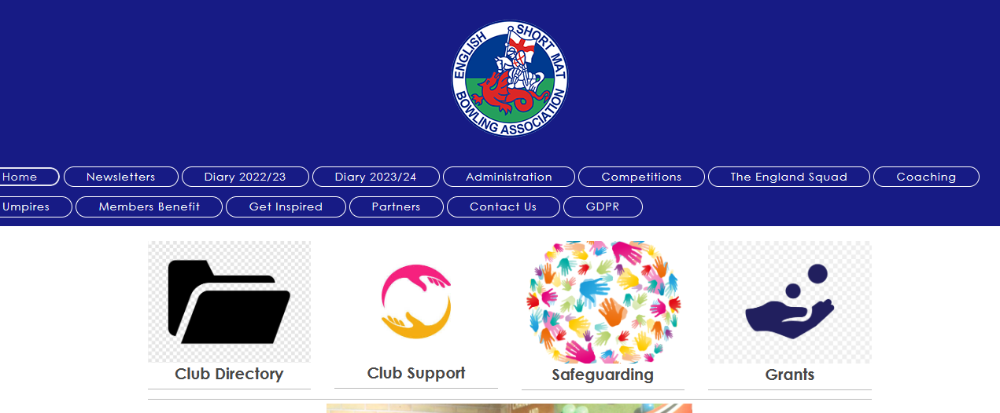 ENGLISH SHORT MAT
BOWLING ASSOCIATION
Home Newsletters Diary 2022/23 Diary 2023/24 Administration Competitions The England Squad Coaching
Umpires Members Benefit Get Inspired Partners Contact Us GDPR
Club Directory Club Support Safeguarding Grants